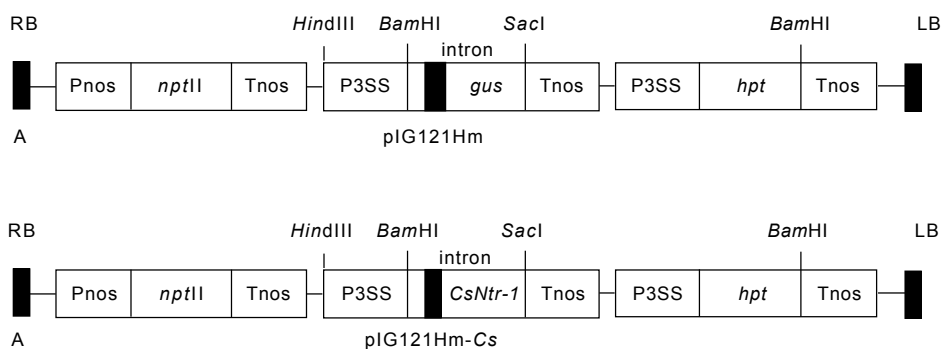 RB HindIII BamHI SacI BamHI LB
intron
Pnos nptII Tnos P3SS gus Tnos P3SS hpt Tnos
A pIG121Hm
RB HindIII BamHI SacI BamHI LB
intron
Pnos nptII Tnos P3SS CsNtr-1 Tnos P3SS hpt Tnos
A pIG121Hm-Cs